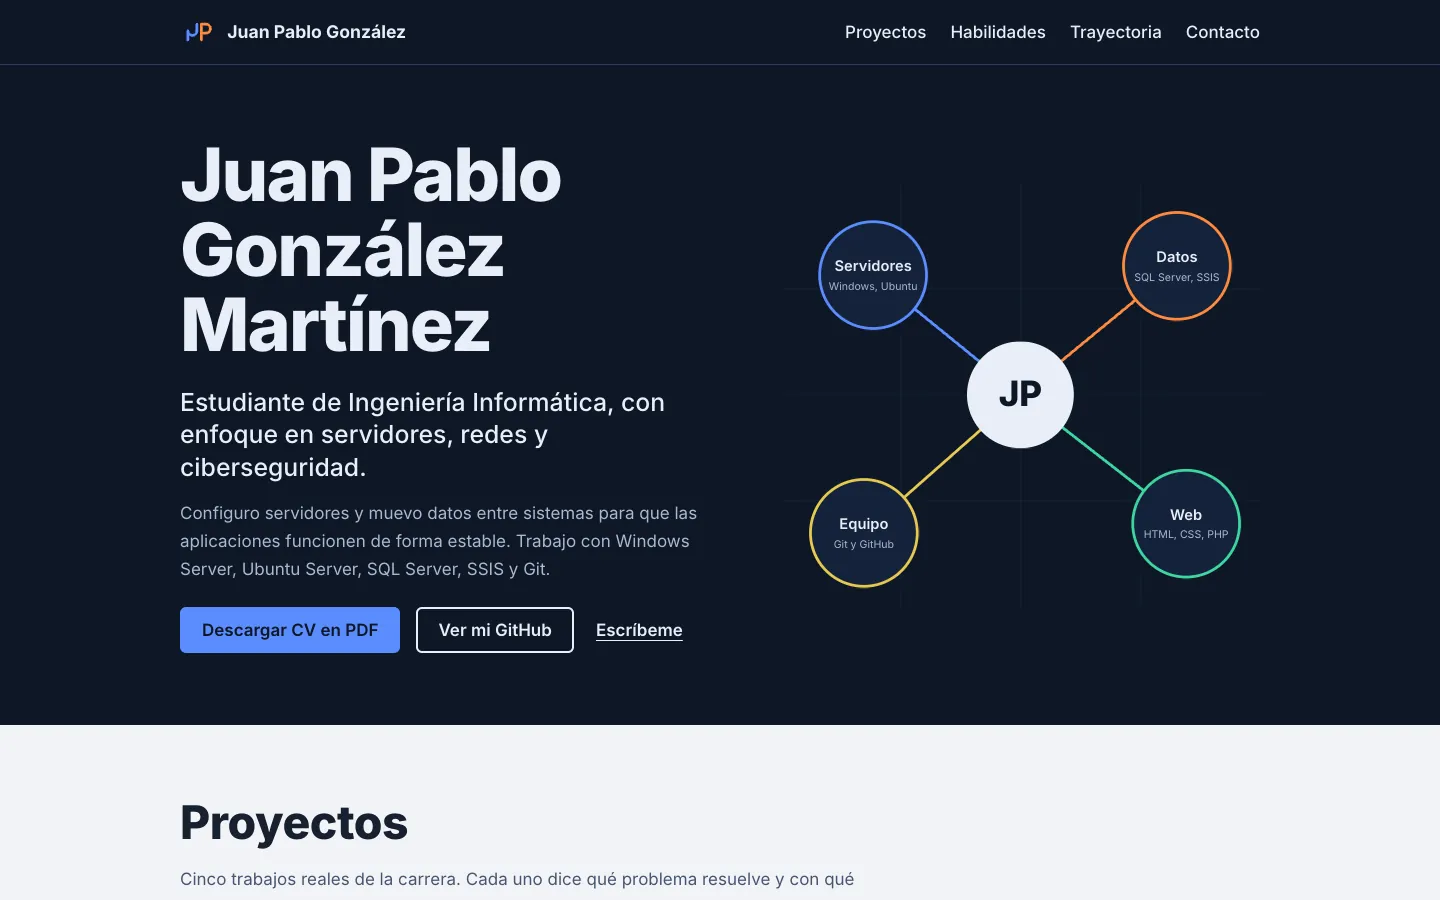 JP Juan Pablo González
Proyectos Habilidades Trayectoria Contacto
Juan Pablo
González
Martínez
Estudiante de Ingeniería Informática, con
enfoque en servidores, redes y
ciberseguridad.
Configuro servidores y muevo datos entre sistemas para que las
aplicaciones funcionen de forma estable. Trabajo con Windows
Server, Ubuntu Server, SQL Server, SSIS y Git.
Descargar CV en PDF
Ver mi GitHub
Escríbeme
Servidores
Windows, Ubuntu
Datos
SQL Server, SSIS
JP
Equipo
Git y GitHub
Web
HTML, CSS, PHP
Proyectos
Cinco trabajos reales de la carrera. Cada uno dice qué problema resuelve y con qué